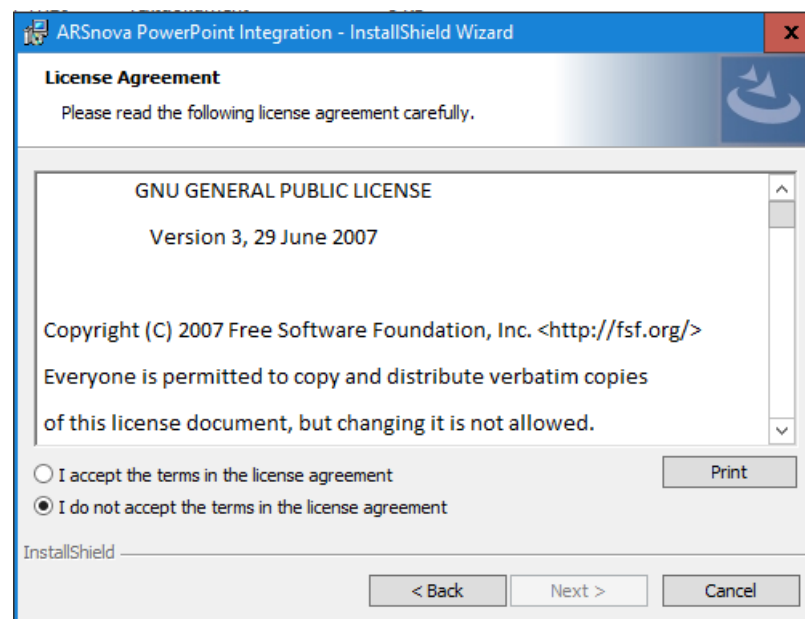 ARSnova PowerPoint Integration - InstallShield Wizard
x
License Agreement
Please read the following license agreement carefully.
GNU GENERAL PUBLIC LICENSE
Version 3, 29 June 2007
Copyright (C) 2007 Free Software Foundation, Inc. <http://fsf.org/>
Everyone is permitted to copy and distribute verbatim copies
of this license document, but changing it is not allowed.
I accept the terms in the license agreement
Print
I do not accept the terms in the license agreement
InstallShield
< Back
Next >
Cancel